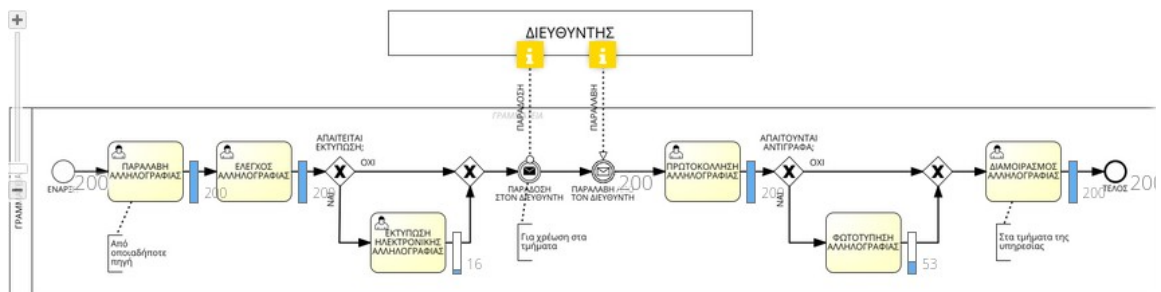 ΔΙΕΥΘΥΝΤΗΣ
ΠΑΡΑΔΟΣΗ
ΠΑΡΑΛΑΒΗ
ΕΝΑΡΞ
200
ΠΑΡΑΛΑΒΗ
ΑΛΛΗΛΟΓΡΑΦΙΑΣ
200
Από
οποιαδήποτε
πηγή
ΕΛΕΓΧΟΣ
ΑΛΛΗΛΟΓΡΑΦΙΑΣ
200
ΑΠΑΙΤΕΙΤΑΙ
ΕΚΤΥΠΩΣΗ;
ΟΧΙ
ΝΑΙ
ΕΚΤΥΠΩΣΗ
ΗΛΕΚΤΡΟΝΙΚΗΣ
ΑΛΛΗΛΟΓΡΑΦΙΑΣ
16
ΠΑΡΑΔΟΣΗ
ΣΤΟΝ ΔΙΕΥΘΥΝΤΗ
Για χρέωση στα
τμήματα
ΠΑΡΑΛΑΒΗ
ΤΟΝ ΔΙΕΥΘΥΝΤΗ
200
ΠΡΩΤΟΚΟΛΛΗΣΗ
ΑΛΛΗΛΟΓΡΑΦΙΑΣ
200
ΑΠΑΙΤΟΥΝΤΑΙ
ΑΝΤΙΓΡΑΦΑ;
ΟΧΙ
ΝΑΙ
ΦΩΤΟΤΥΠΗΣΗ
ΑΛΛΗΛΟΓΡΑΦΙΑΣ
53
ΔΙΑΜΟΙΡΑΣΜΟΣ
ΑΛΛΗΛΟΓΡΑΦΙΑΣ
200
Στα τμήματα της
υπηρεσίας
ΤΕΛΟΣ
200